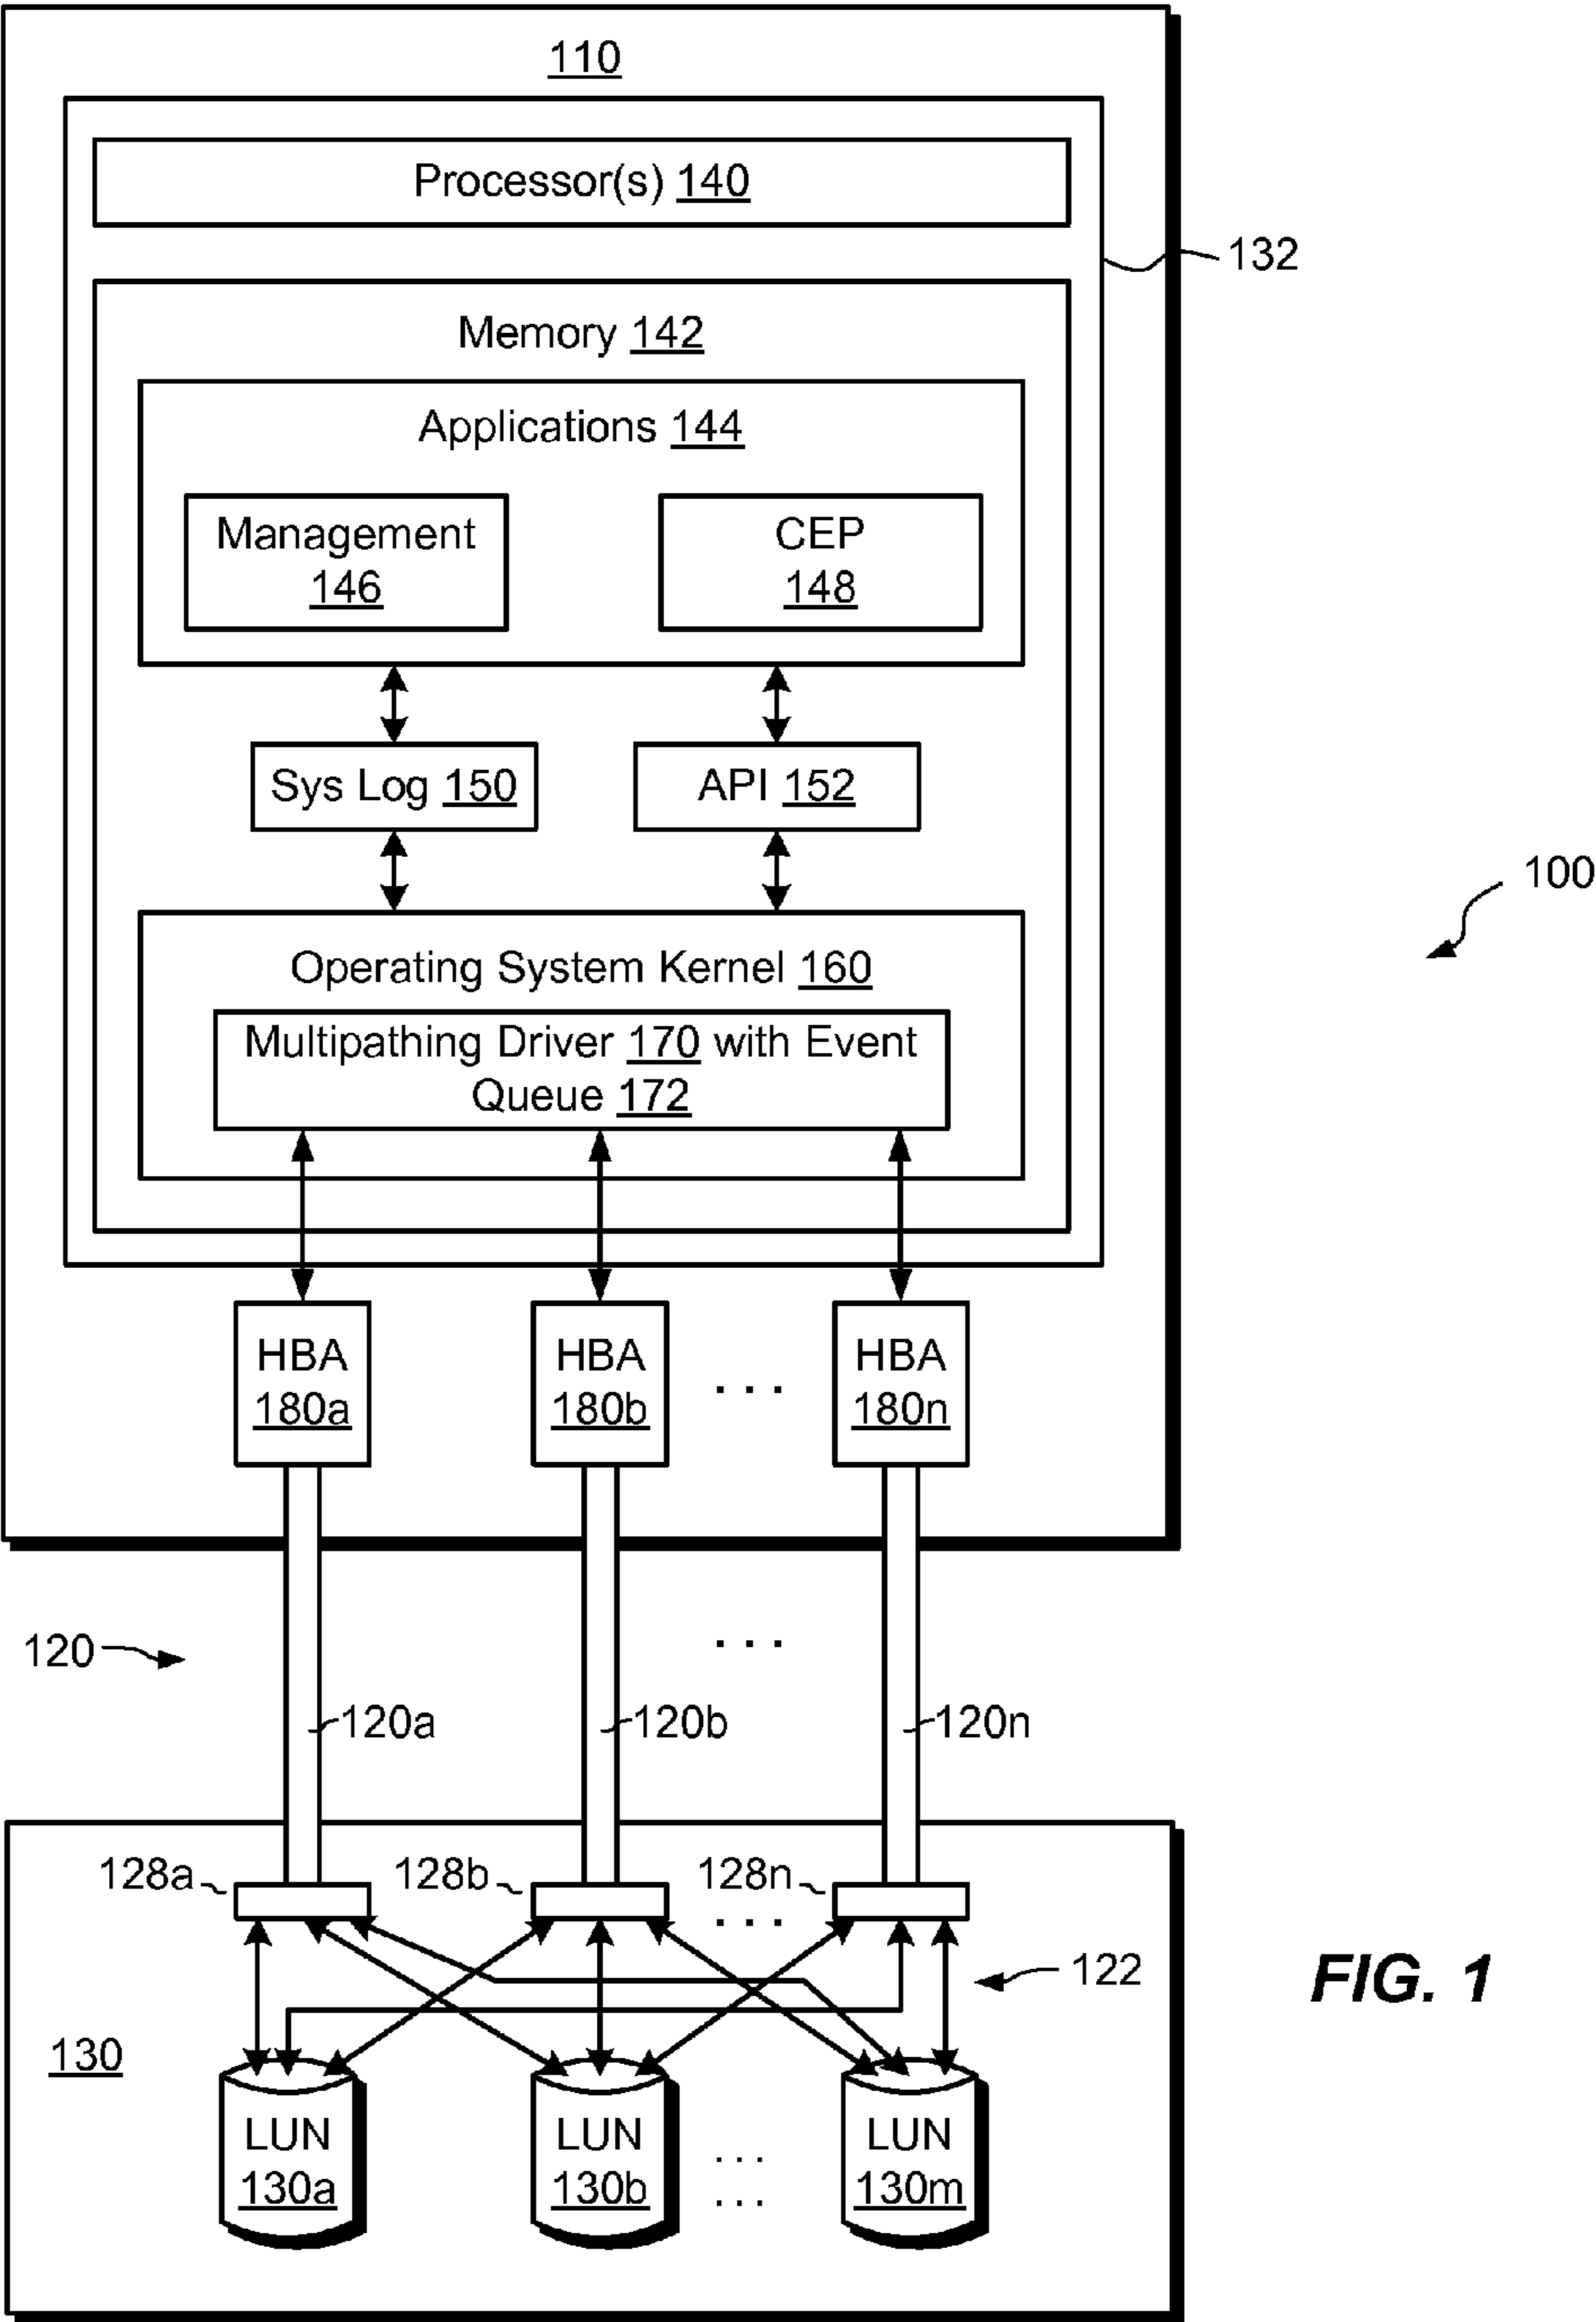 110
Processor(s) 140
132
Memory 142
Applications 144
Management
146
CEP
148
Sys Log 150
API 152
100
Operating System Kernel 160
Multipathing Driver 170 with Event
Queue 172
HBA
180a
HBA
180b
. . .
HBA
180n
120
. . .
120a
120b
120n
128a
128b
128n
. . .
122
FIG. 1
130
LUN
130a
LUN
130b
. . .
. . .
LUN
130m